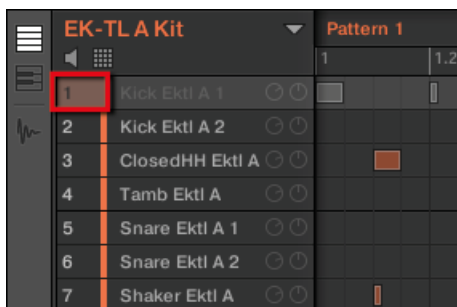 EK-TL A Kit
Pattern 1
1 1.2
1 Kick Ektl A 1
2 Kick Ektl A 2
3 ClosedHH Ektl A
4 Tamb Ektl A
5 Snare Ektl A 1
6 Snare Ektl A 2
7 Shaker Ektl A